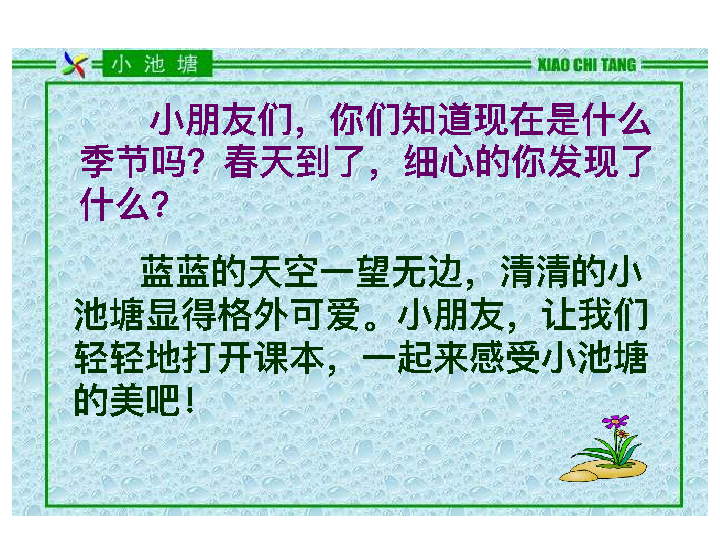 小池塘 XIAO CHI TANG
小朋友们，你们知道现在是什么
季节吗？春天到了，细心的你发现了
什么？
蓝蓝的天空一望无边，清清的小
池塘显得格外可爱。小朋友，让我们
轻轻地打开课本，一起来感受小池塘
的美吧！